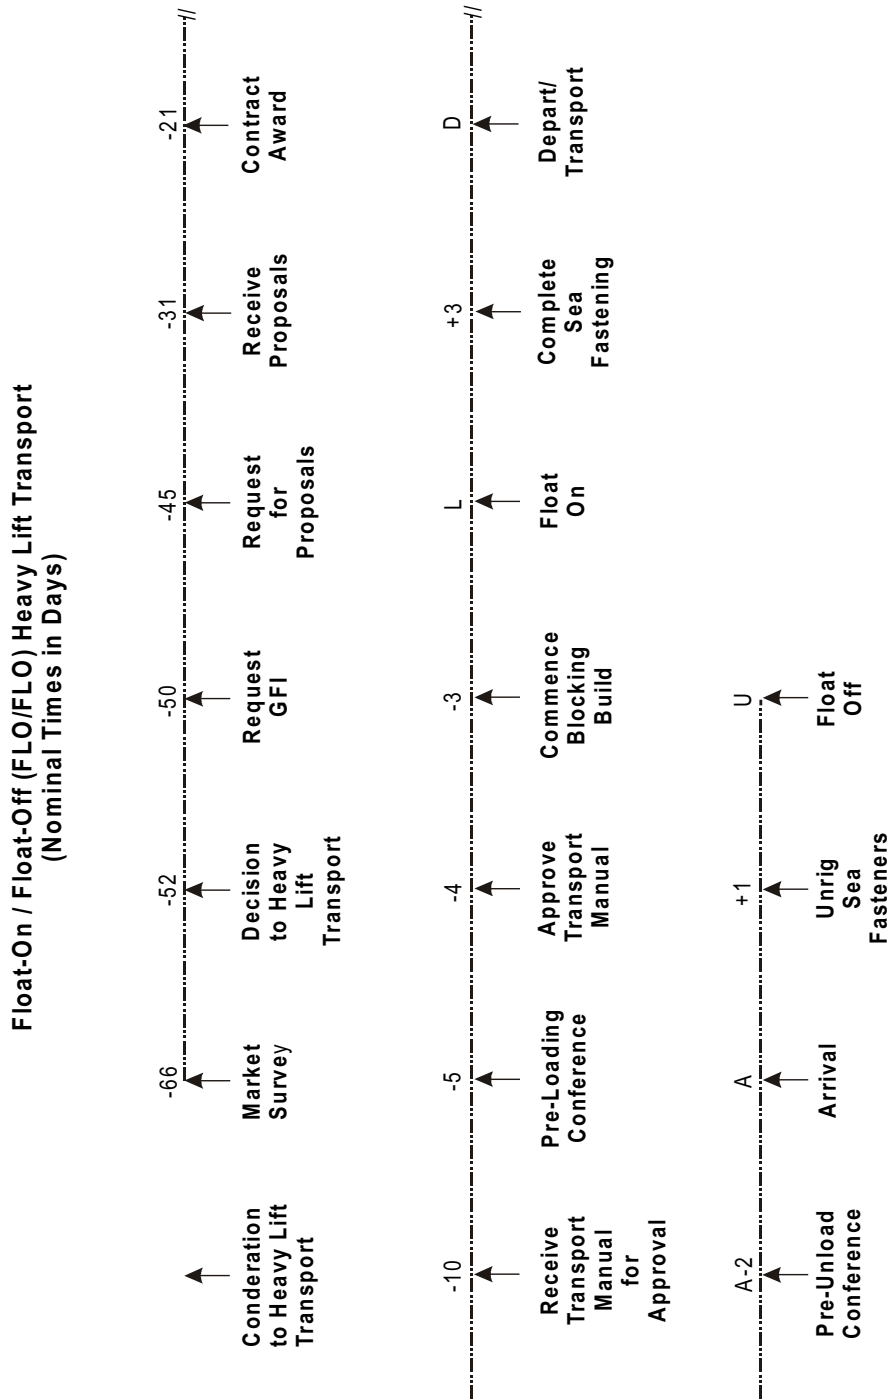 Float-On / Float-Off (FLO/FLO) Heavy Lift Transport
(Nominal Times in Days)
-66
-52
-50
-45
-31
-21
//
Conderation
to Heavy Lift
Transport
Market
Survey
Decision
to Heavy
Lift
Transport
Request
GFI
Request
for
Proposals
Receive
Proposals
Contract
Award
-10
-5
-4
-3
L
+3
D
//
Receive
Transport
Manual
for
Approval
Pre-Loading
Conference
Approve
Transport
Manual
Commence
Blocking
Build
Float
On
Complete
Sea
Fastening
Depart/
Transport
A-2
A
+1
U
Pre-Unload
Conference
Arrival
Unrig
Sea
Fasteners
Float
Off